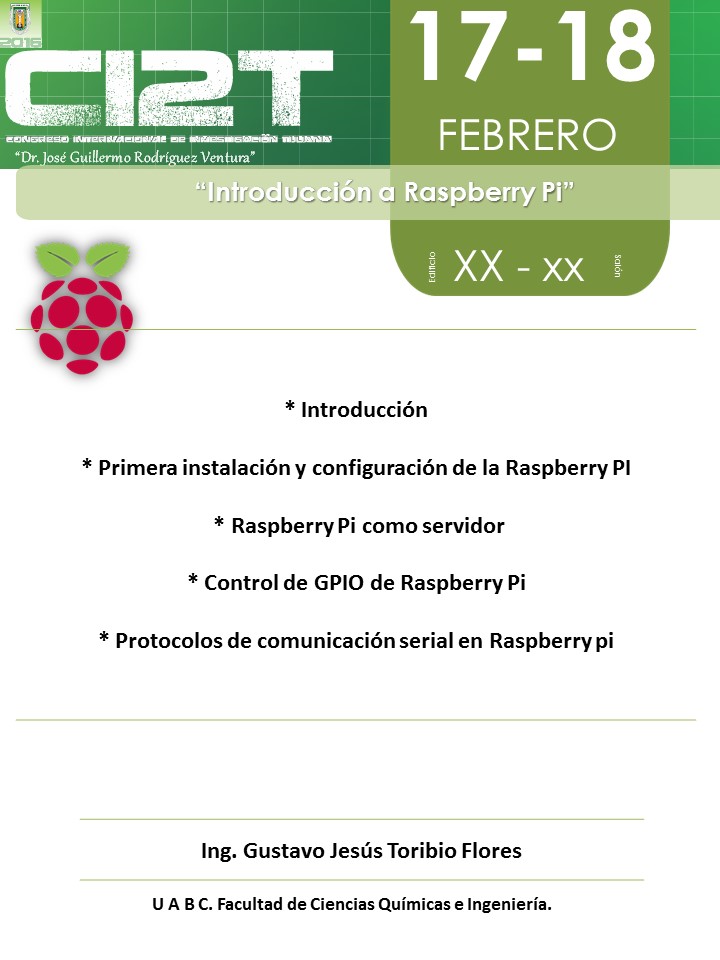 2016
CI2T
CONGRESO INTERNACIONAL DE INVESTIGACIÓN TIJUANA
“Dr. José Guillermo Rodríguez Ventura”
17-18
FEBRERO
“Introducción a Raspberry Pi”
Edificio XX - xx Salón
* Introducción
* Primera instalación y configuración de la Raspberry PI
* Raspberry Pi como servidor
* Control de GPIO de Raspberry Pi
* Protocolos de comunicación serial en Raspberry pi
Ing. Gustavo Jesús Toribio Flores
U A B C. Facultad de Ciencias Químicas e Ingeniería.